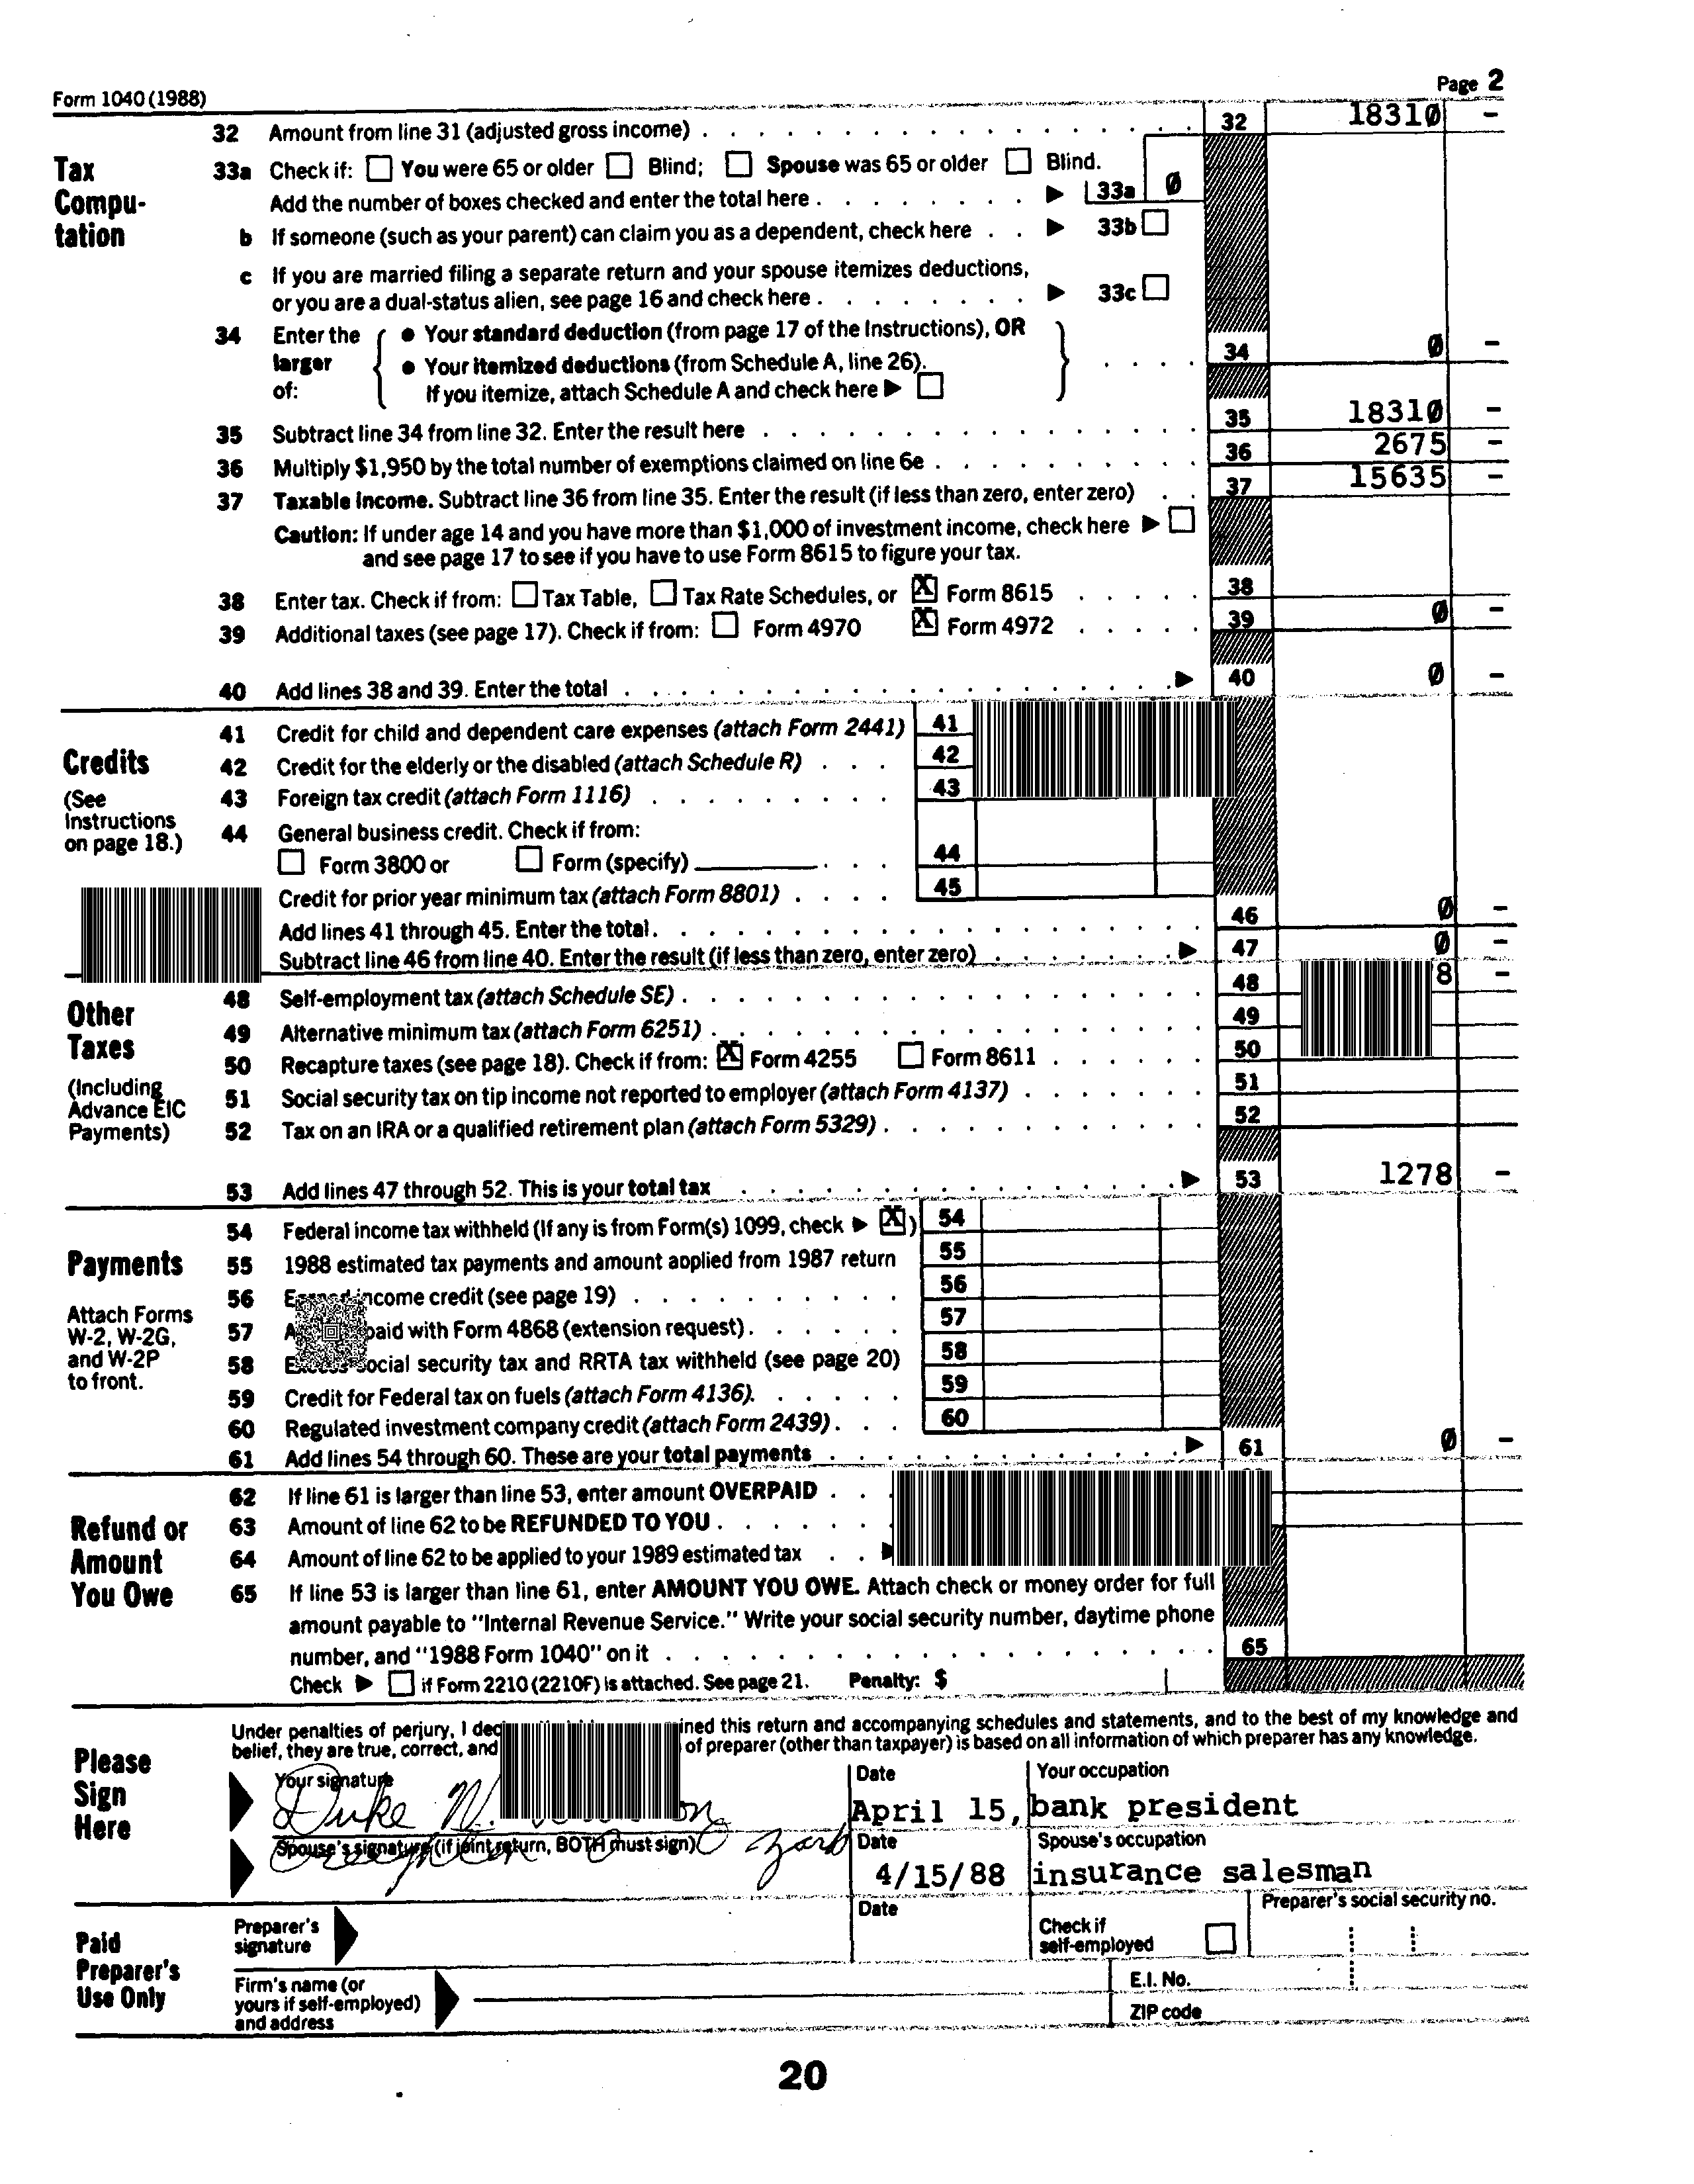 Form 1040 (1988) Page 2
32 Amount from line 31 (adjusted gross income) 32 18310 –
Tax Compu-tation
33a Check if: You were 65 or older Blind; Spouse was 65 or older Blind.
Add the number of boxes checked and enter the total here 33a 0
b If someone (such as your parent) can claim you as a dependent, check here 33b
c If you are married filing a separate return and your spouse itemizes deductions,
or you are a dual-status alien, see page 16 and check here 33c
34 Enter the larger of:
• Your standard deduction (from page 17 of the Instructions), OR
• Your itemized deductions (from Schedule A, line 26).
If you itemize, attach Schedule A and check here
34 0 –
35 Subtract line 34 from line 32. Enter the result here 35 18310 –
36 Multiply $1,950 by the total number of exemptions claimed on line 6e 36 2675 –
37 Taxable income. Subtract line 36 from line 35. Enter the result (if less than zero, enter zero) 37 15635 –
Caution: If under age 14 and you have more than $1,000 of investment income, check here
and see page 17 to see if you have to use Form 8615 to figure your tax.
38 Enter tax. Check if from: Tax Table, Tax Rate Schedules, or X Form 8615 38
39 Additional taxes (see page 17). Check if from: Form 4970 X Form 4972 39 0 –
40 Add lines 38 and 39. Enter the total 40 0 –
Credits
(See Instructions on page 18.)
41 Credit for child and dependent care expenses (attach Form 2441) 41
42 Credit for the elderly or the disabled (attach Schedule R) 42
43 Foreign tax credit (attach Form 1116) 43
44 General business credit. Check if from:
Form 3800 or Form (specify) 44
Credit for prior year minimum tax (attach Form 8801) 45
Add lines 41 through 45. Enter the total 46 0 –
Subtract line 46 from line 40. Enter the result (if less than zero, enter zero) 47 0 –
Other Taxes
(Including Advance EIC Payments)
48 Self-employment tax (attach Schedule SE) 48 8 –
49 Alternative minimum tax (attach Form 6251) 49
50 Recapture taxes (see page 18). Check if from: X Form 4255 Form 8611 50
51 Social security tax on tip income not reported to employer (attach Form 4137) 51
52 Tax on an IRA or a qualified retirement plan (attach Form 5329) 52
53 Add lines 47 through 52. This is your total tax 53 1278 –
Payments
Attach Forms W-2, W-2G, and W-2P to front.
54 Federal income tax withheld (If any is from Form(s) 1099, check X) 54
55 1988 estimated tax payments and amount applied from 1987 return 55
56 income credit (see page 19) 56
57 paid with Form 4868 (extension request) 57
58 social security tax and RRTA tax withheld (see page 20) 58
59 Credit for Federal tax on fuels (attach Form 4136) 59
60 Regulated investment company credit (attach Form 2439) 60
61 Add lines 54 through 60. These are your total payments 61 0 –
Refund or Amount You Owe
62 If line 61 is larger than line 53, enter amount OVERPAID
63 Amount of line 62 to be REFUNDED TO YOU
64 Amount of line 62 to be applied to your 1989 estimated tax
65 If line 53 is larger than line 61, enter AMOUNT YOU OWE. Attach check or money order for full
amount payable to "Internal Revenue Service." Write your social security number, daytime phone
number, and "1988 Form 1040" on it 65
Check if Form 2210 (2210F) is attached. See page 21. Penalty: $
Please Sign Here
Under penalties of perjury, I this return and accompanying schedules and statements, and to the best of my knowledge and
belief, they are true, correct, and of preparer (other than taxpayer) is based on all information of which preparer has any knowledge.
Your signature Date Your occupation
Duke N. April 15, bank president
Spouse's signature (if joint return, BOTH must sign) Date Spouse's occupation
Creighton O Zarb 4/15/88 insurance salesman
Paid Preparer's Use Only
Preparer's signature Date Check if self-employed Preparer's social security no.
Firm's name (or yours if self-employed) and address E.I. No.
ZIP code
20